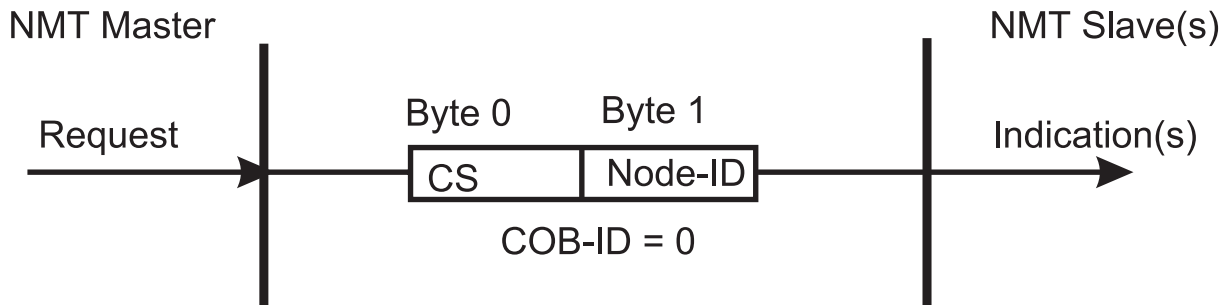 NMT Master
NMT Slave(s)
Byte 0
Byte 1
Request
Indication(s)
CS
Node-ID
COB-ID = 0